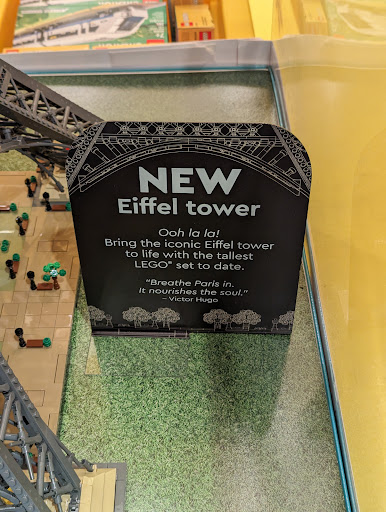 NEW
Eiffel tower
Ooh la la!
Bring the iconic Eiffel tower
to life with the tallest
LEGO® set to date.
"Breathe Paris in.
It nourishes the soul."
– Victor Hugo